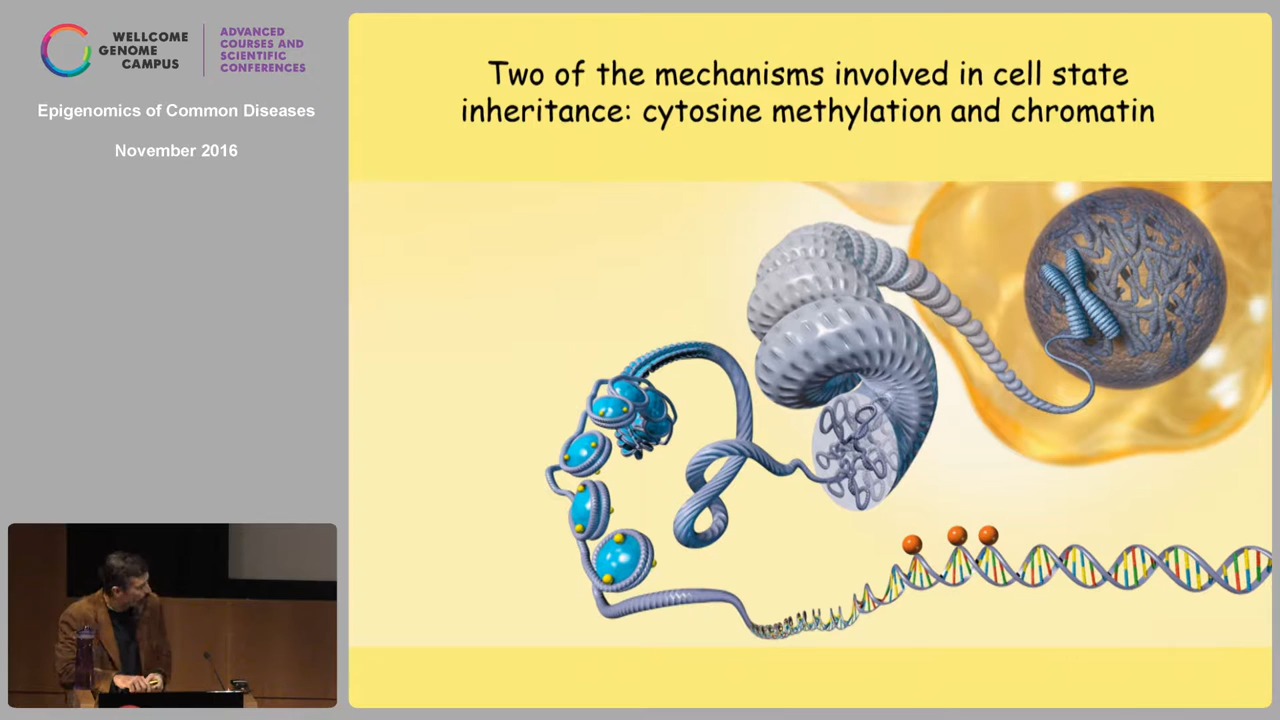 WELLCOME
GENOME
CAMPUS
ADVANCED
COURSES AND
SCIENTIFIC
CONFERENCES
Epigenomics of Common Diseases
November 2016
Two of the mechanisms involved in cell state
inheritance: cytosine methylation and chromatin